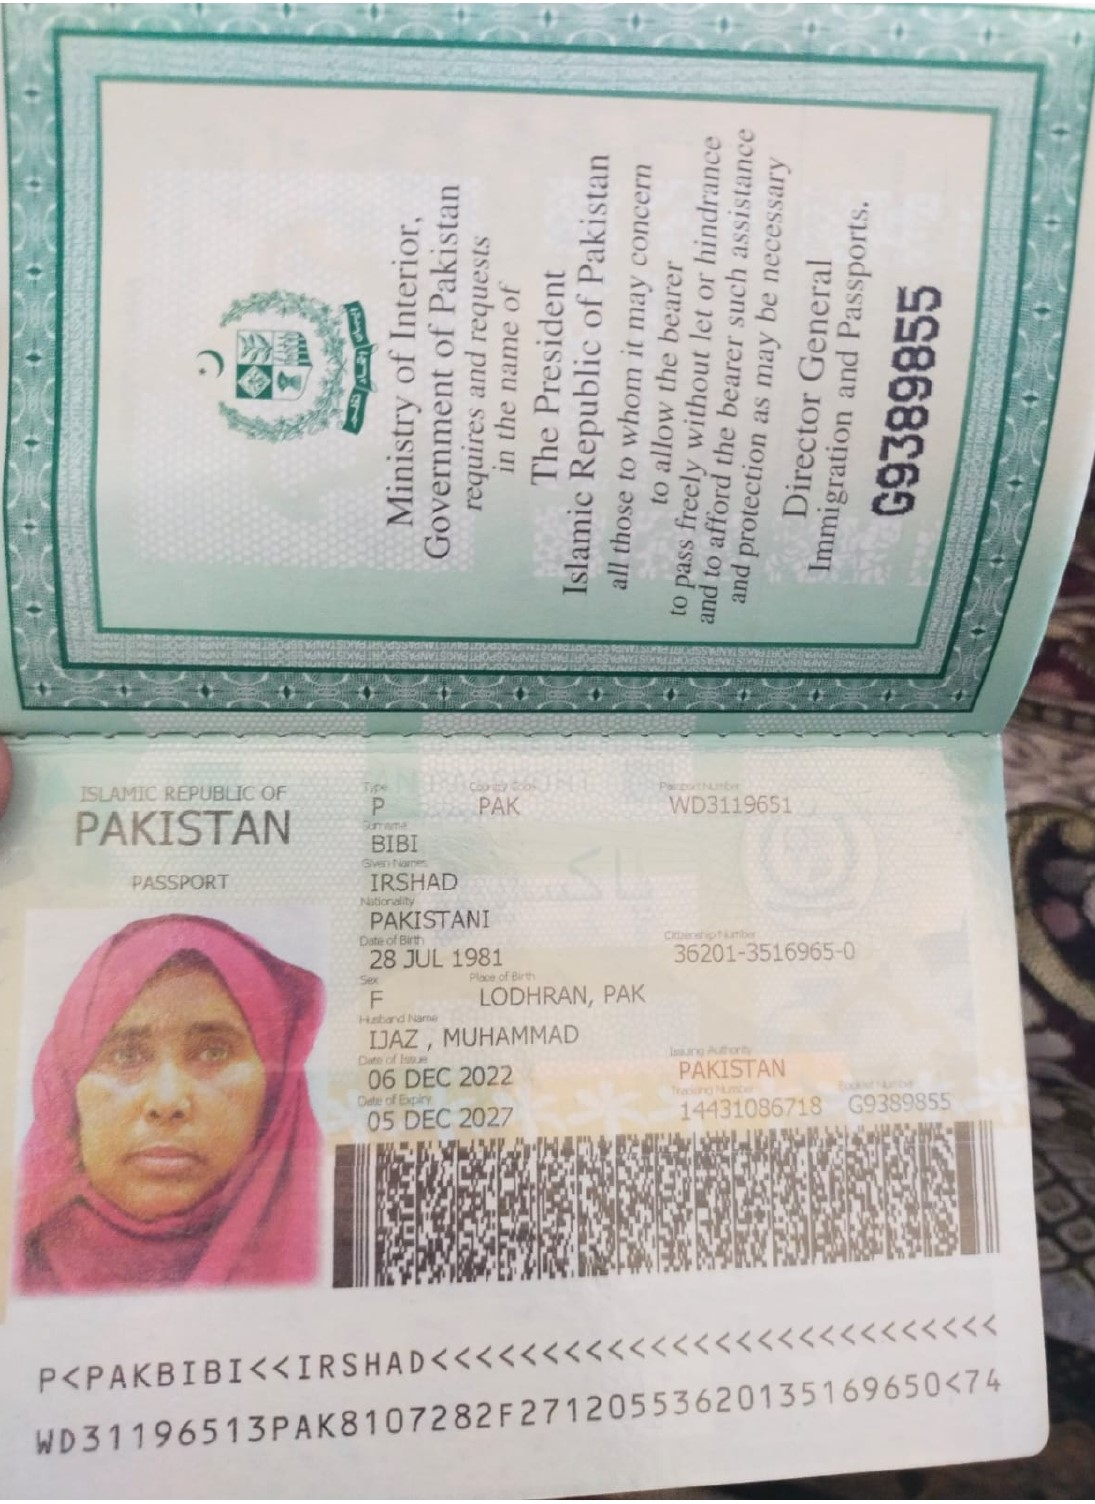 Ministry of Interior,
Government of Pakistan
requires and requests
in the name of
The President
Islamic Republic of Pakistan
all those to whom it may concern
to allow the bearer
to pass freely without let or hindrance
and to afford the bearer such assistance
and protection as may be necessary
Director General
Immigration and Passports.
G9389855
ISLAMIC REPUBLIC OF
PAKISTAN
PASSPORT
Type Country Code Passport Number
P PAK WD3119651
Surname
BIBI
Given Names
IRSHAD
Nationality
PAKISTANI
Date of Birth Citizenship Number
28 JUL 1981 36201-3516965-0
Sex Place of Birth
F LODHRAN, PAK
Husband Name
IJAZ , MUHAMMAD
Date of Issue Issuing Authority
06 DEC 2022 PAKISTAN
Date of Expiry Tracking Number Booklet Number
05 DEC 2027 14431086718 G9389855
P<PAKBIBI<<IRSHAD<<<<<<<<<<<<<<<<<<<<<<<<<<<
WD31196513PAK8107282F27120553620135169650<74